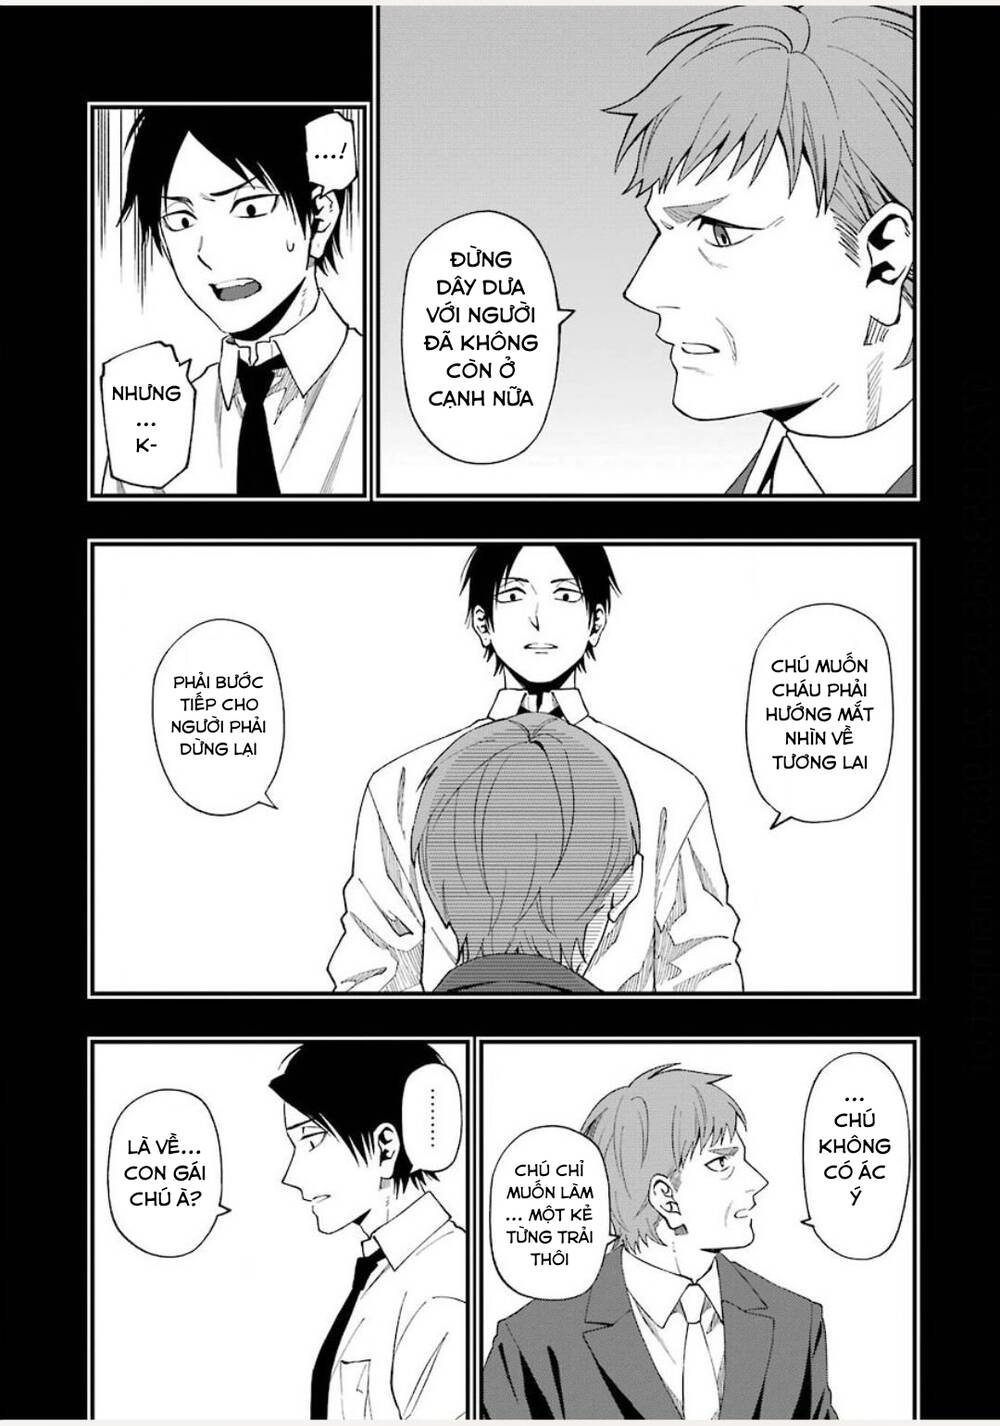 ĐỪNG
DÂY DƯA
VỚI NGƯỜI
ĐÃ KHÔNG
CÒN Ở
CẠNH NỮA
...!
NHƯNG
...
K-
CHÚ MUỐN
CHÁU PHẢI
HƯỚNG MẮT
NHÌN VỀ
TƯƠNG LAI
PHẢI BƯỚC
TIẾP CHO
NGƯỜI PHẢI
DỪNG LẠI
...
CHÚ
KHÔNG
CÓ ÁC
Ý
CHÚ CHỈ
MUỐN LÀM
... MỘT KẺ
TỪNG TRẢI
THÔI
........
LÀ VỀ...
CON GÁI
CHÚ À?